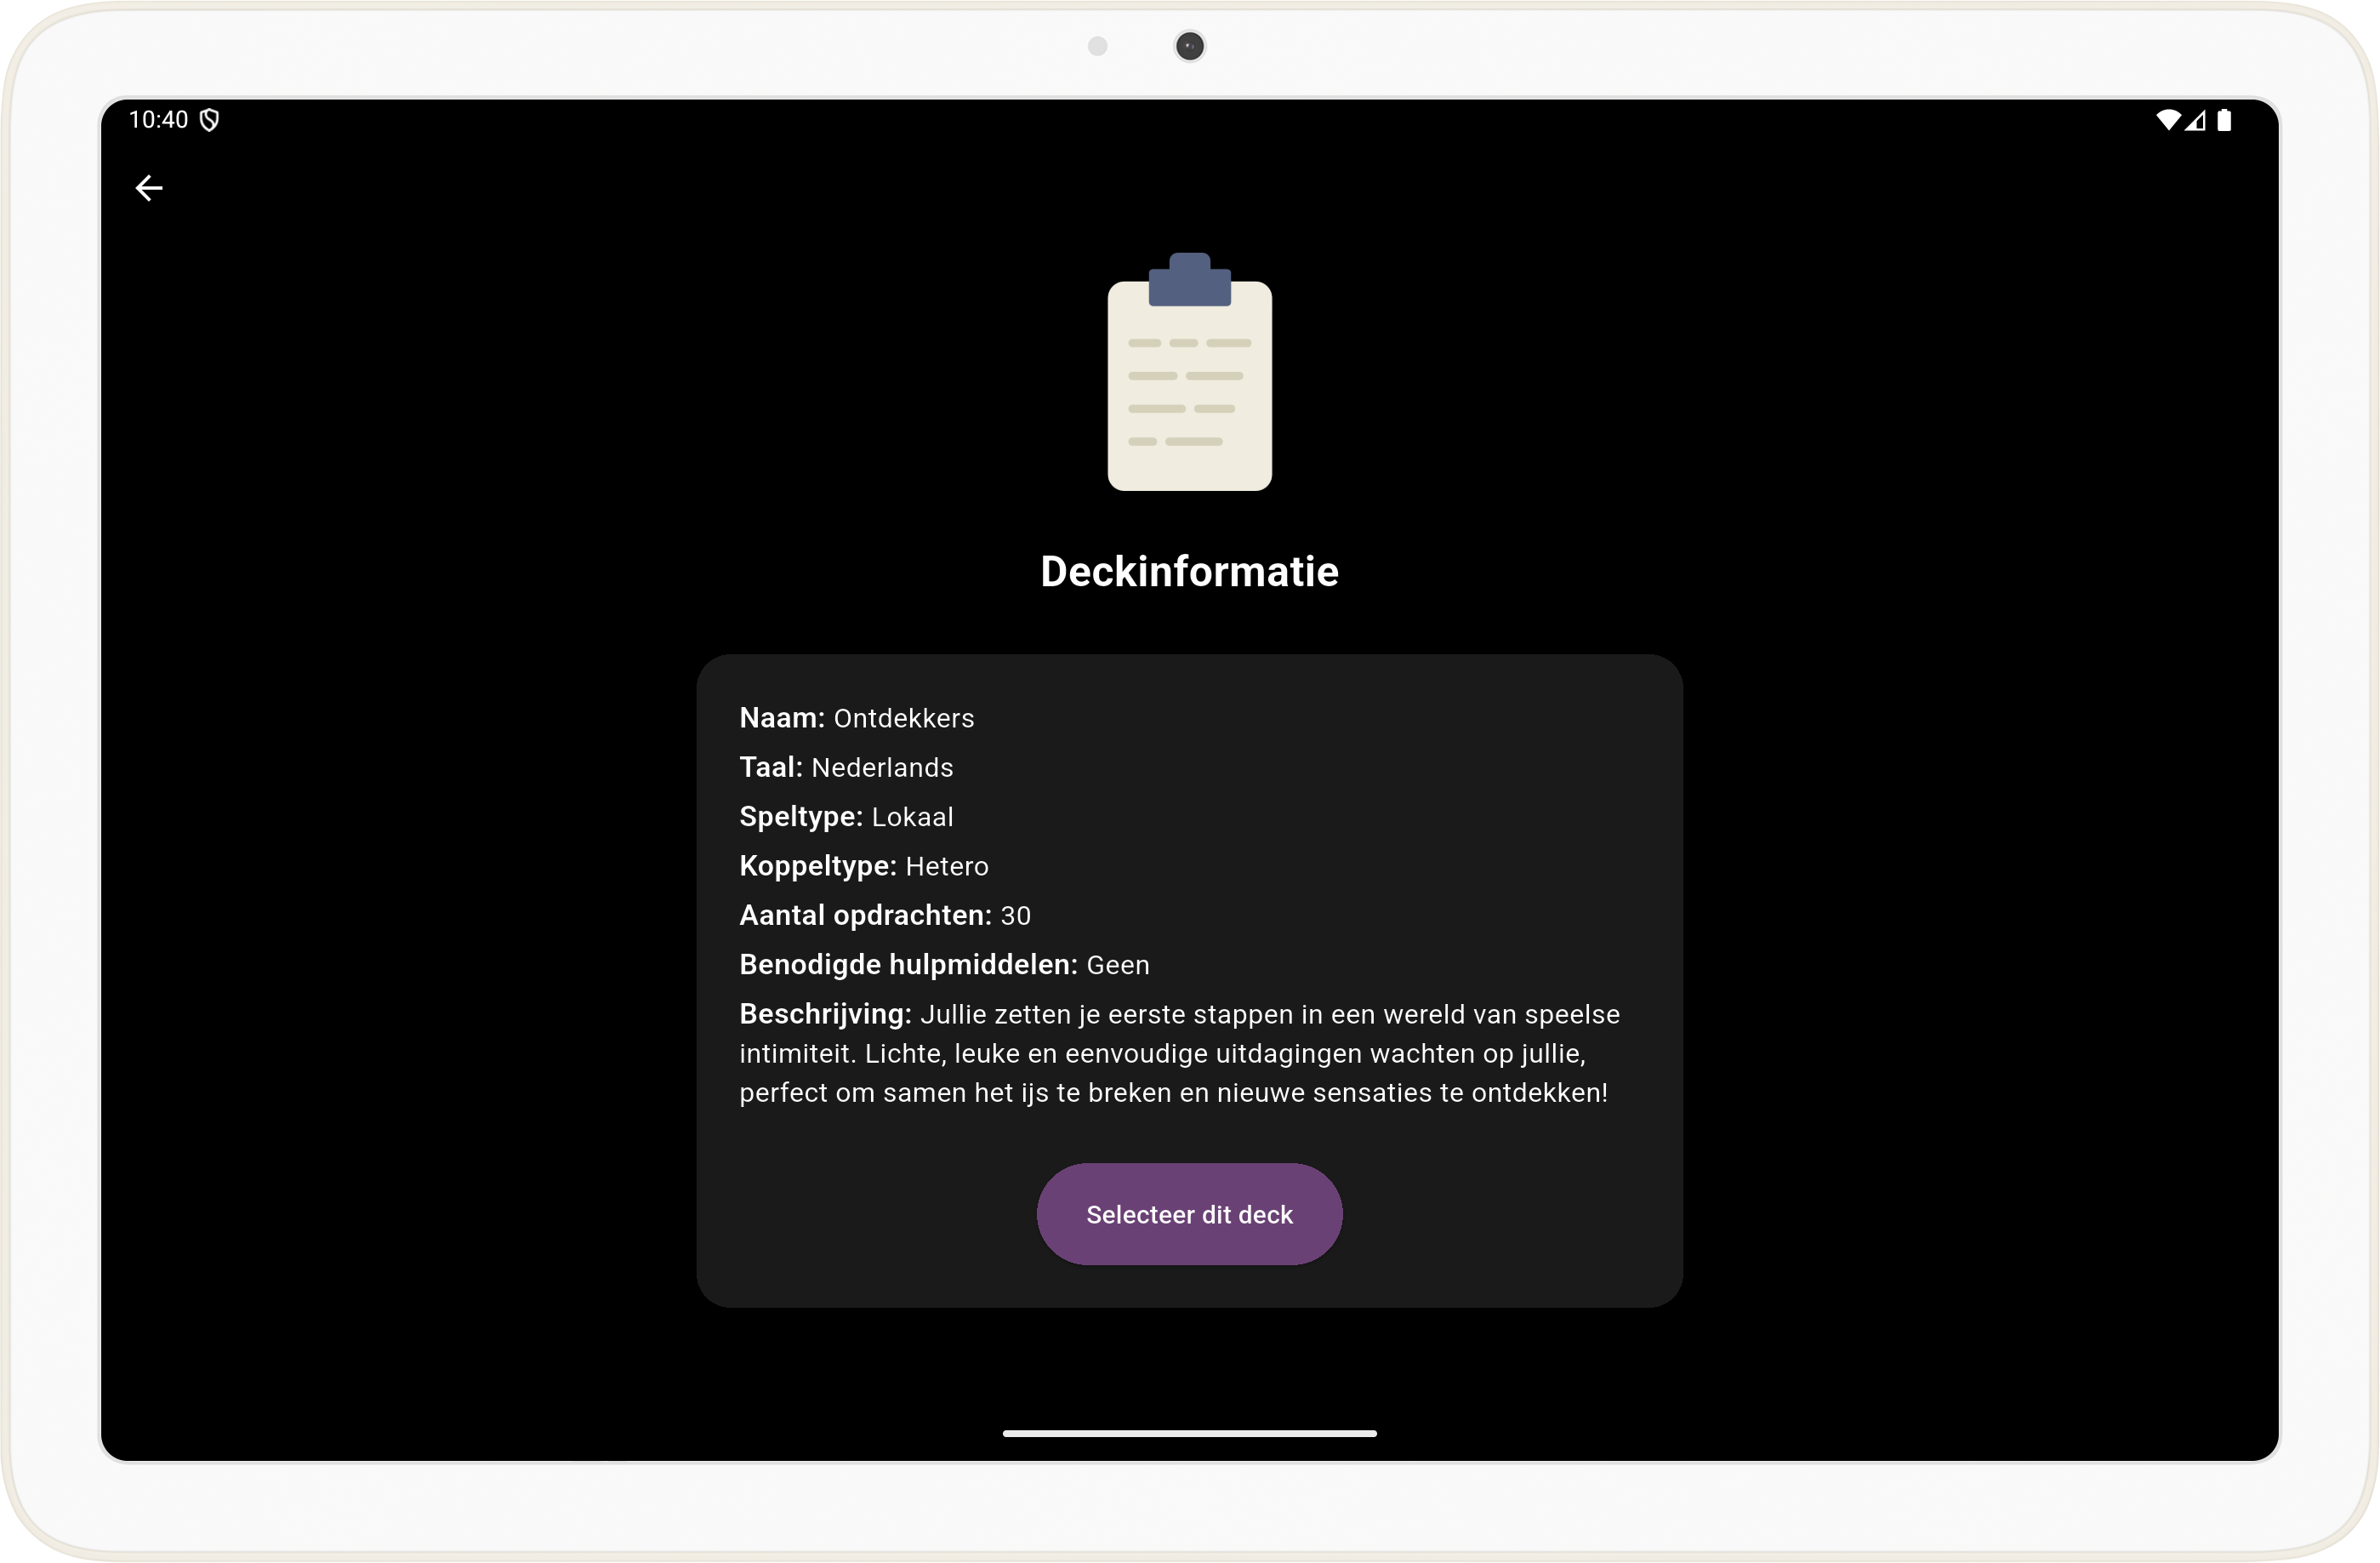 10:40
Deckinformatie
Naam: Ontdekkers
Taal: Nederlands
Speltype: Lokaal
Koppeltype: Hetero
Aantal opdrachten: 30
Benodigde hulpmiddelen: Geen
Beschrijving: Jullie zetten je eerste stappen in een wereld van speelse
intimiteit. Lichte, leuke en eenvoudige uitdagingen wachten op jullie,
perfect om samen het ijs te breken en nieuwe sensaties te ontdekken!
Selecteer dit deck